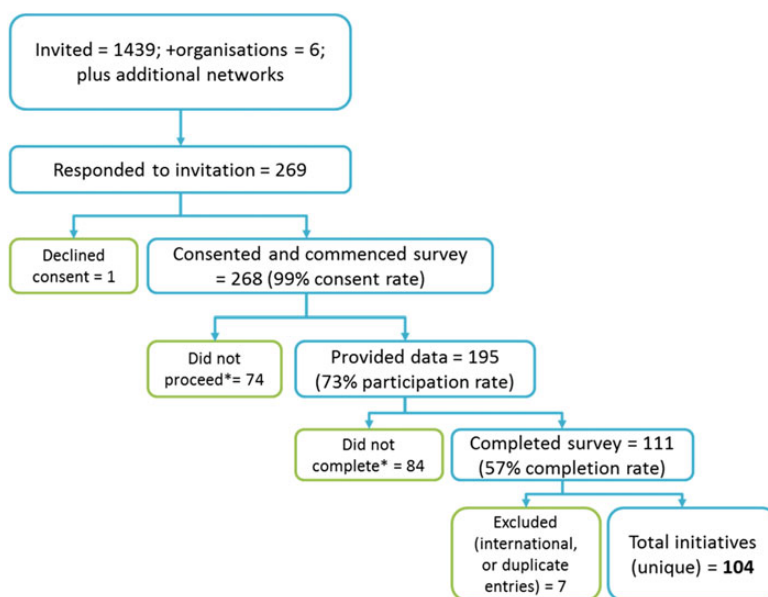 Invited = 1439; +organisations = 6;
plus additional networks
Responded to invitation = 269
Declined
consent = 1
Consented and commenced survey
= 268 (99% consent rate)
Did not
proceed*= 74
Provided data = 195
(73% participation rate)
Did not
complete* = 84
Completed survey = 111
(57% completion rate)
Excluded
(international,
or duplicate
entries) = 7
Total initiatives
(unique) = 104